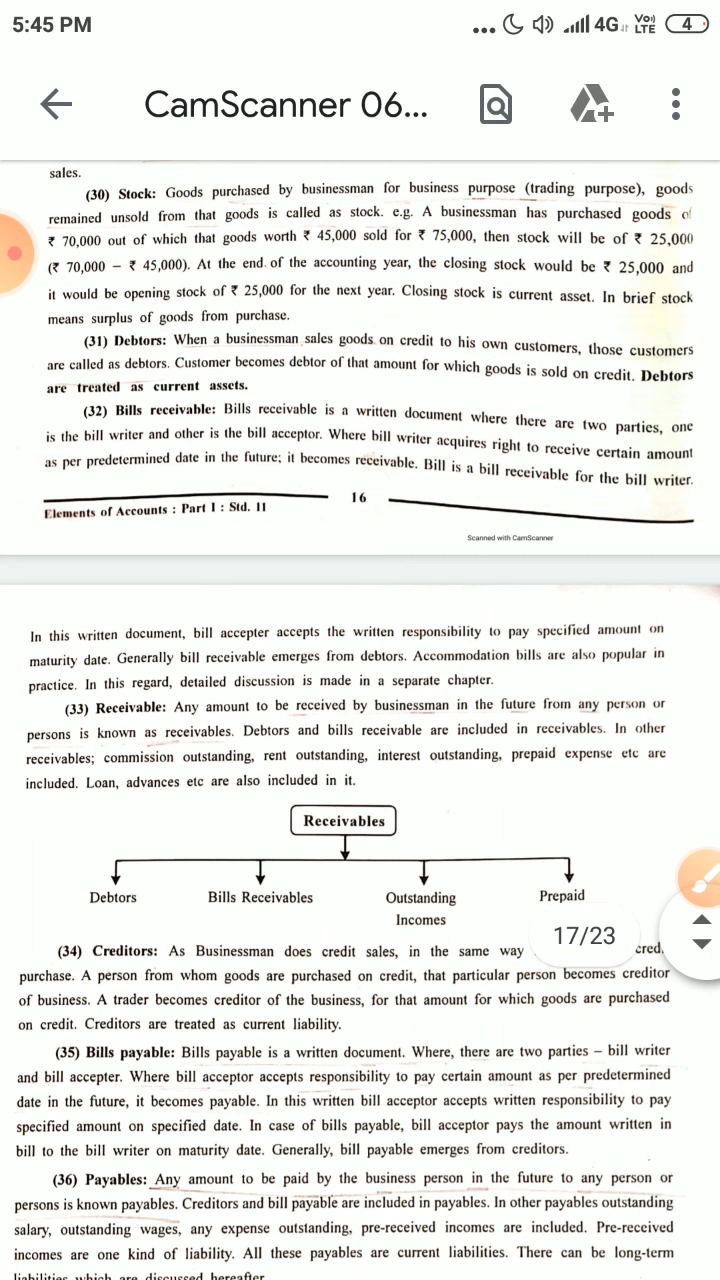 5:45 PM
... 4G Vo) LTE 4
CamScanner 06...
sales.
(30) Stock: Goods purchased by businessman for business purpose (trading purpose), goods
remained unsold from that goods is called as stock. e.g. A businessman has purchased goods of
₹ 70,000 out of which that goods worth ₹ 45,000 sold for ₹ 75,000, then stock will be of ₹ 25,000
(₹ 70,000 – ₹ 45,000). At the end of the accounting year, the closing stock would be ₹ 25,000 and
it would be opening stock of ₹ 25,000 for the next year. Closing stock is current asset. In brief stock
means surplus of goods from purchase.
(31) Debtors: When a businessman sales goods on credit to his own customers, those customers
are called as debtors. Customer becomes debtor of that amount for which goods is sold on credit. Debtors
are treated as current assets.
(32) Bills receivable: Bills receivable is a written document where there are two parties, one
is the bill writer and other is the bill acceptor. Where bill writer acquires right to receive certain amount
as per predetermined date in the future; it becomes receivable. Bill is a bill receivable for the bill writer.
16
Elements of Accounts : Part I : Std. 11
Scanned with CamScanner
In this written document, bill accepter accepts the written responsibility to pay specified amount on
maturity date. Generally bill receivable emerges from debtors. Accommodation bills are also popular in
practice. In this regard, detailed discussion is made in a separate chapter.
(33) Receivable: Any amount to be received by businessman in the future from any person or
persons is known as receivables. Debtors and bills receivable are included in receivables. In other
receivables; commission outstanding, rent outstanding, interest outstanding, prepaid expense etc are
included. Loan, advances etc are also included in it.
Receivables
Debtors Bills Receivables Outstanding Incomes Prepaid
17/23
(34) Creditors: As Businessman does credit sales, in the same way cred
purchase. A person from whom goods are purchased on credit, that particular person becomes creditor
of business. A trader becomes creditor of the business, for that amount for which goods are purchased
on credit. Creditors are treated as current liability.
(35) Bills payable: Bills payable is a written document. Where, there are two parties – bill writer
and bill accepter. Where bill acceptor accepts responsibility to pay certain amount as per predetermined
date in the future, it becomes payable. In this written bill acceptor accepts written responsibility to pay
specified amount on specified date. In case of bills payable, bill acceptor pays the amount written in
bill to the bill writer on maturity date. Generally, bill payable emerges from creditors.
(36) Payables: Any amount to be paid by the business person in the future to any person or
persons is known payables. Creditors and bill payable are included in payables. In other payables outstanding
salary, outstanding wages, any expense outstanding, pre-received incomes are included. Pre-received
incomes are one kind of liability. All these payables are current liabilities. There can be long-term
liabilities which are discussed hereafter